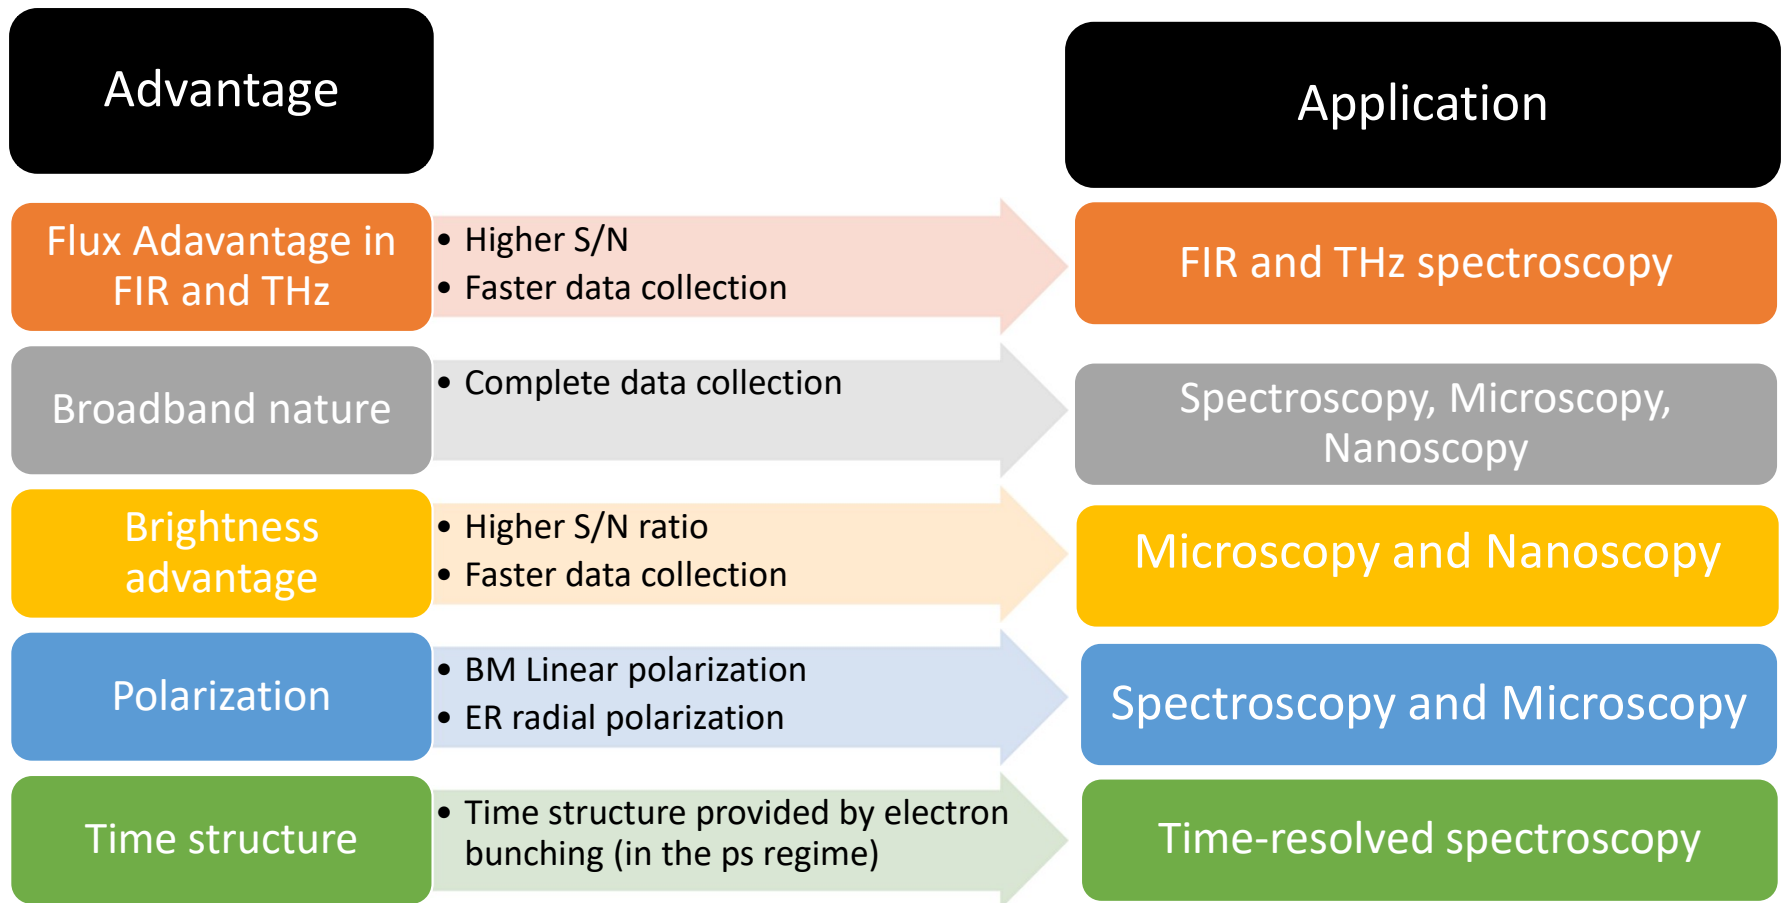 Advantage
Application
Flux Adavantage in
FIR and THz
• Higher S/N
• Faster data collection
FIR and THz spectroscopy
Broadband nature
• Complete data collection
Spectroscopy, Microscopy,
Nanoscopy
Brightness
advantage
• Higher S/N ratio
• Faster data collection
Microscopy and Nanoscopy
Polarization
• BM Linear polarization
• ER radial polarization
Spectroscopy and Microscopy
Time structure
• Time structure provided by electron
bunching (in the ps regime)
Time-resolved spectroscopy